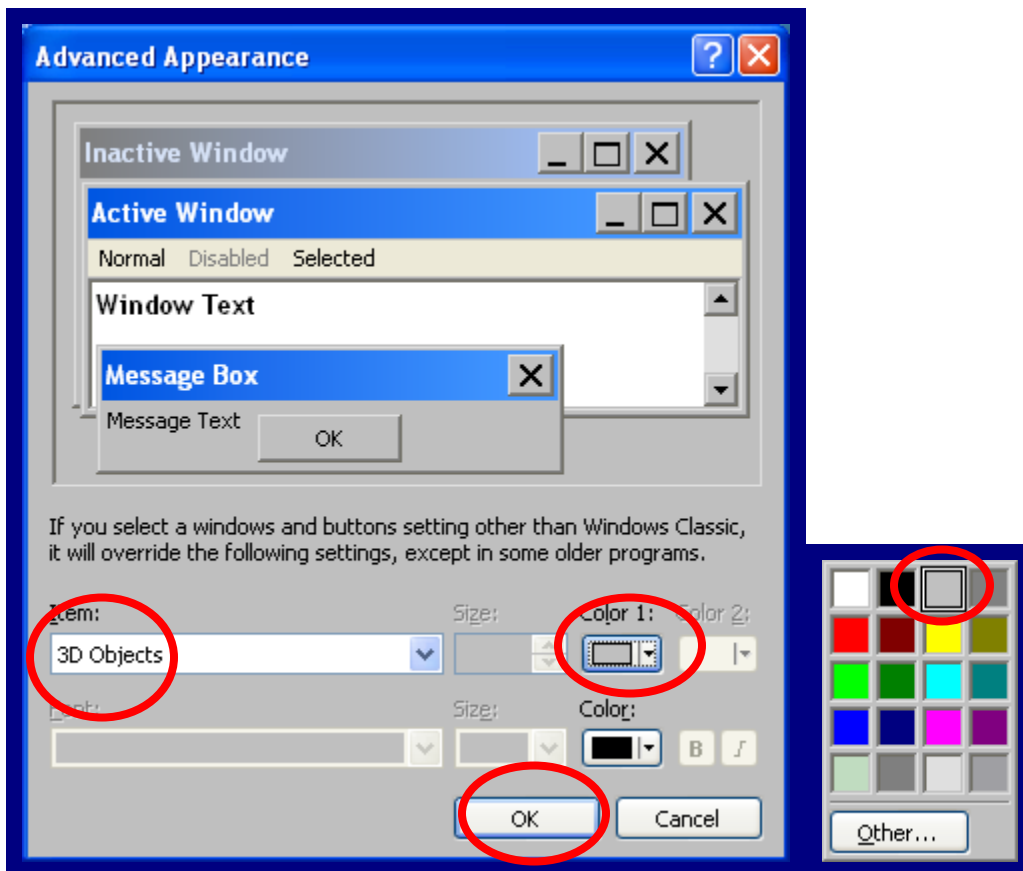 Advanced Appearance
Inactive Window
Active Window
Normal Disabled Selected
Window Text
Message Box
Message Text OK
If you select a windows and buttons setting other than Windows Classic,
it will override the following settings, except in some older programs.
Item: Size: Color 1: Color 2:
3D Objects
Font: Size: Color:
B I
OK Cancel
Other...